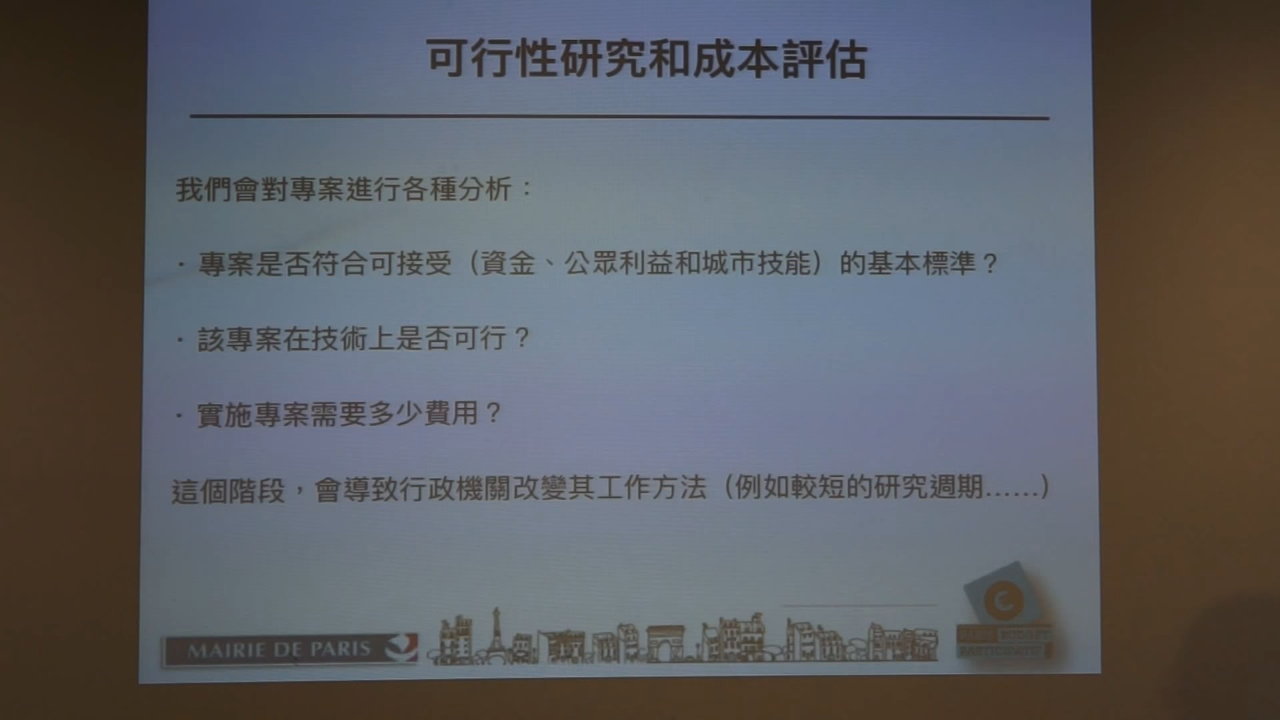 可行性研究和成本評估
我們會對專案進行各種分析：
· 專案是否符合可接受（資金、公眾利益和城市技能）的基本標準？
· 該專案在技術上是否可行？
· 實施專案需要多少費用？
這個階段，會導致行政機關改變其工作方法（例如較短的研究週期……）
MAIRIE DE PARIS